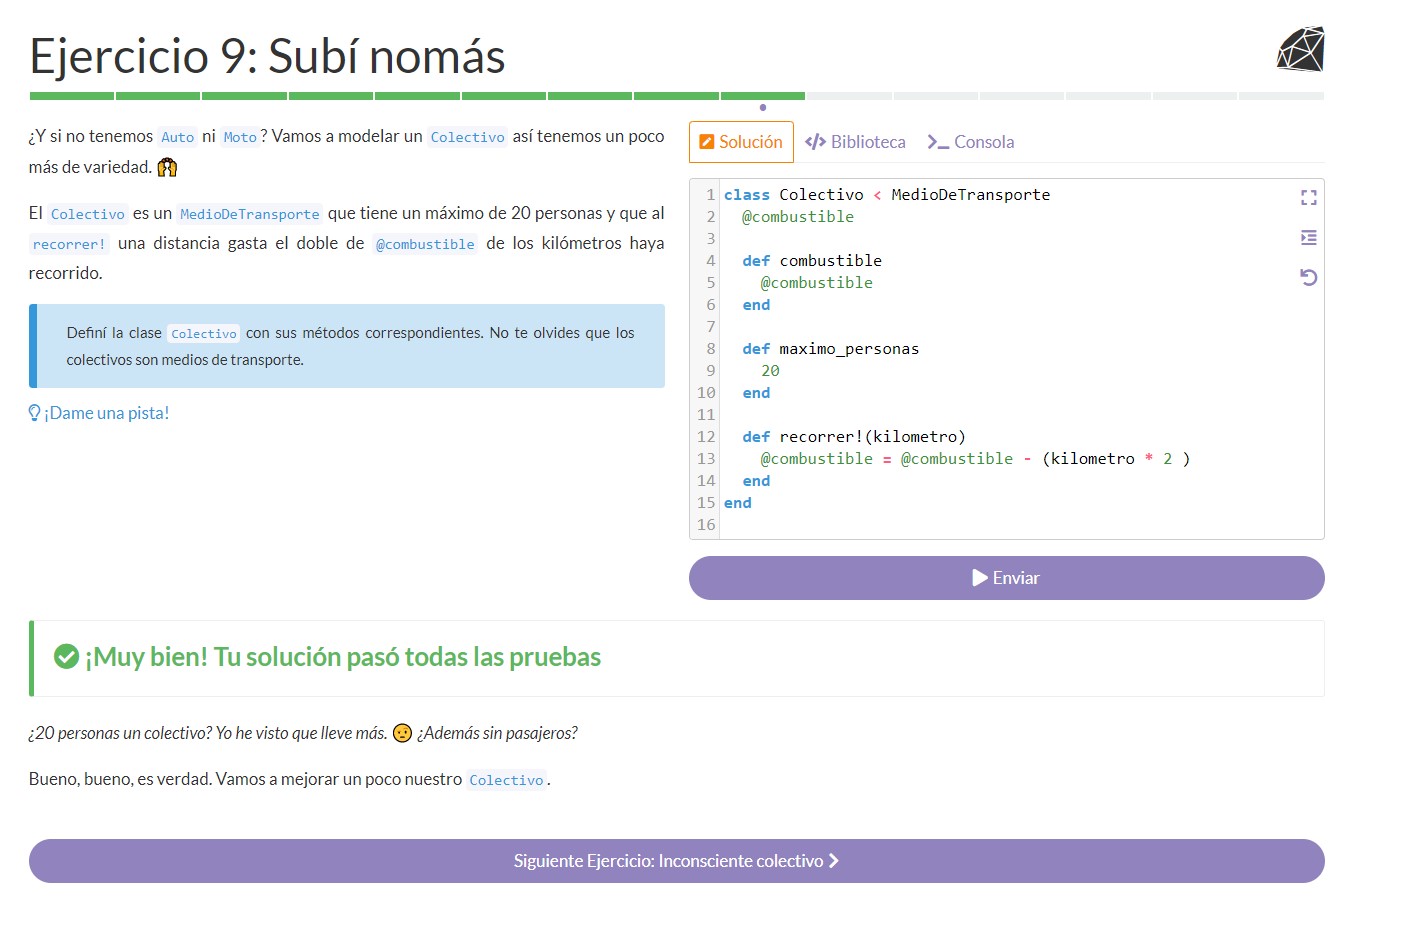 Ejercicio 9: Subí nomás
¿Y si no tenemos Auto ni Moto? Vamos a modelar un Colectivo así tenemos un poco
más de variedad. 🙌
El Colectivo es un MedioDeTransporte que tiene un máximo de 20 personas y que al
recorrer! una distancia gasta el doble de @combustible de los kilómetros haya
recorrido.
Definí la clase Colectivo con sus métodos correspondientes. No te olvides que los
colectivos son medios de transporte.
¡Dame una pista!
Solución </> Biblioteca >_ Consola
1 class Colectivo < MedioDeTransporte
2   @combustible
3
4   def combustible
5     @combustible
6   end
7
8   def maximo_personas
9     20
10   end
11
12   def recorrer!(kilometro)
13     @combustible = @combustible - (kilometro * 2 )
14   end
15 end
16
Enviar
¡Muy bien! Tu solución pasó todas las pruebas
¿20 personas un colectivo? Yo he visto que lleve más. 😟 ¿Además sin pasajeros?
Bueno, bueno, es verdad. Vamos a mejorar un poco nuestro Colectivo.
Siguiente Ejercicio: Inconsciente colectivo